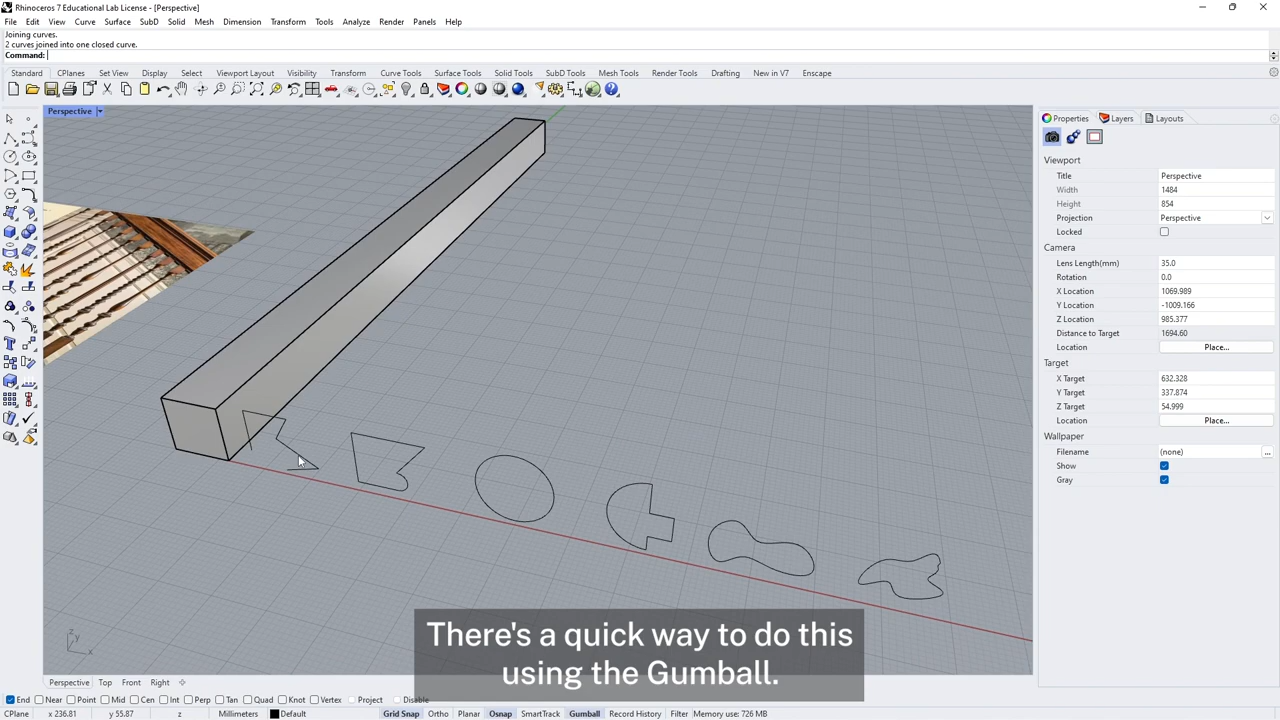 Rhinoceros 7 Educational Lab License - [Perspective]
File Edit View Curve Surface SubD Solid Mesh Dimension Transform Tools Analyze Render Panels Help
Joining curves.
2 curves joined into one closed curve.
Command:
Standard CPlanes Set View Display Select Viewport Layout Visibility Transform Curve Tools Surface Tools Solid Tools SubD Tools Mesh Tools Render Tools Drafting New in V7 Enscape
Perspective
Properties Layers Layouts
Viewport
Title Perspective
Width 1484
Height 854
Projection Perspective
Locked
Camera
Lens Length(mm) 35.0
Rotation 0.0
X Location 1069.989
Y Location -1009.166
Z Location 985.377
Distance to Target 1694.60
Location Place...
Target
X Target 632.328
Y Target 337.874
Z Target 54.999
Location Place...
Wallpaper
Filename (none) ...
Show
Gray
There's a quick way to do this
using the Gumball.
z y x
Perspective Top Front Right
End Near Point Mid Cen Int Perp Tan Quad Knot Vertex Project Disable
CPlane x 236.81 y 55.87 z Millimeters Default Grid Snap Ortho Planar Osnap SmartTrack Gumball Record History Filter Memory use: 726 MB